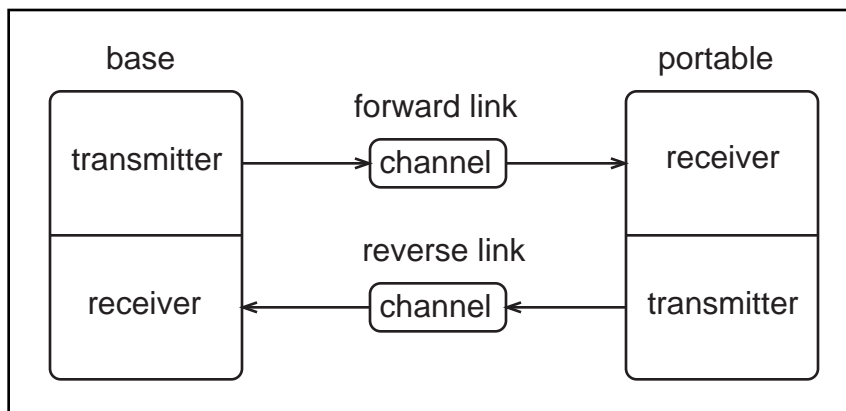 base
portable
forward link
transmitter
channel
receiver
reverse link
receiver
channel
transmitter